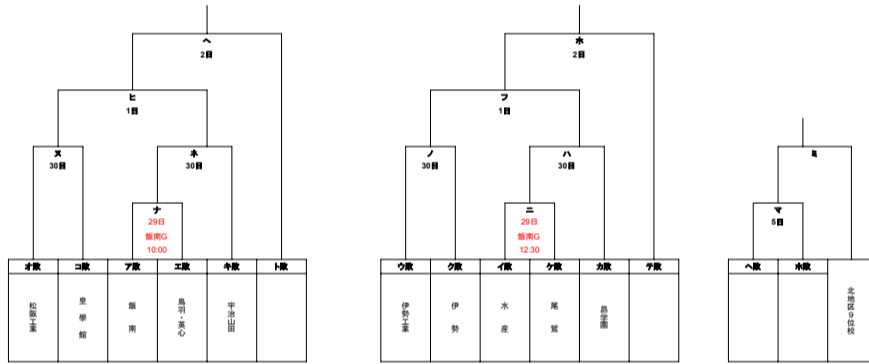 ヘ
2日
ヒ
1日
ヌ
30日
ネ
30日
ナ
29日
飯南G
10:00
オ敗
コ敗
ア敗
エ敗
キ敗
ト敗
松阪工業
皇學館
飯南
鳥羽・英心
宇治山田
ホ
2日
フ
1日
ノ
30日
ハ
30日
ニ
29日
飯南G
12:30
ウ敗
ク敗
イ敗
ケ敗
カ敗
テ敗
伊勢工業
伊勢
水産
尾鷲
昴学園
ミ
マ
5日
ヘ敗
ホ敗
北地区9位校